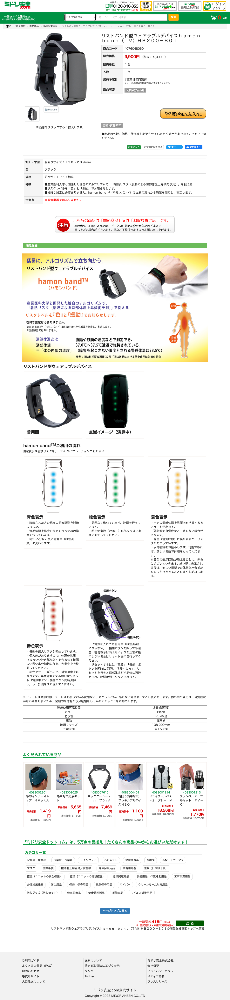 ミドリ安全.com
お問合せはフリーコール
0120-310-355
受付（平日）月～金：9：00~16：00
交換返品
個人購入の方は
ミドリ安全.com plus
ミドリ安全.com
新規会員登録
ログイン
マイページ
一律送料418円(税込)
※一部契約法人・沖縄及び離島を除く
カテゴリ指定なし
キーワードから探す
検索
0 ￥0
ミドリ安全TOP > 季節商品 > 熱中対策用品 > リストバンド型ウェアラブルデバイスｈａｍｏｎ　ｂａｎｄ（ＴＭ）ＨＢ２００－Ｂ０１
リストバンド型ウェアラブルデバイスｈａｍｏｎ
ｂａｎｄ（ＴＭ）ＨＢ２００－Ｂ０１
商品コード 4076048060
販売価格 9,900円 （税抜： 9,000円）
販売単位 １台
入数 １台
出荷予定日 3営業日以内出荷
※ミドリ安全営業所経由の納品の場合は異なります。
返品可否 交換・返品不可
拡大はこちら
※画像をクリックすると拡大します。
買い物かごに入れる
交換・返品不可
●商品の外観、価格、仕様等を変更させていただく場合があります。予めご了承
ください。
お気に入り お友達に紹介する ツイート いいね！ 1
ｻｲｽﾞ・寸法 腕回りサイズ：１３８～２０９ｍｍ
色 ブラック
規格 防水性：ＩＰ６７相当
特徴 ●産業医科大学と開発した独自のアルゴリズムで、「暑熱リスク（脈波による深部体温上昇傾向予測）」を捉える
●リスクレベルを「色」と「振動」でお知らせします。
●複雑な設定は必要ありません。hamon bandTM（ハモンバンド）は血液の流れから脈波を測定し、判定します。
注意点 ※医療機器ではありません。
注意
こちらの商品は「季節商品」又は「お取り寄せ品」です。
季節商品・お取り寄せ品は、ご注文後に納期の変更や欠品のご連絡を
差し上げる場合がございます。何卒ご了承頂きますようお願い申し上げます。
商品詳細
猛暑に、アルゴリズムで立ち向かう。
リストバンド型ウェアラブルデバイス
hamon bandTM
（ハモンバンド）
産業医科大学と開発した独自のアルゴリズムで、
「暑熱リスク（脈波による深部体温上昇傾向予測）」を捉える
リスクレベルを『色』と『振動』でお知らせします。
複雑な設定は必要ありません。
hamon bandTM（ハモンバンド）は血液の流れから脈波を測定し、判定します。
※医療機器ではありません。
脳温
深部体温
深部体温とは
深部体温
＝「体の内部の温度」
直腸や鼓膜の温度などで測定でき、
37.0℃～37.5℃近辺で維持されている。
（障害を起こさない限度とされる警戒体温は38.5℃）
参考：消防科学研究所報 37号「消防活動における熱中症予防対策の研究」
リストバンド型ウェアラブルデバイス
着用面
点滅イメージ（演算中）
hamon bandTMご利用の流れ
測定状況や暑熱リスクを、LEDとバイブレーションでお知らせ
青色表示
・装着された方の現在の脈波計測を開始
しました。
・深部体温上昇度の推定を行うための準
備を行っています。
・約3～5分ほど後に計測中（緑色点
滅）に変わります。
緑色表示
・問題なく動いています。計測を行って
います。
・熱中症指数（WBGT）に気をつけて業
務にあたってください。
黄色表示
・一定の深部体温上昇傾向を把握すると
アラートが出ます。
（外気温や自覚症状と一致しない場合が
あります）
・緑色（計測状態）に戻りますが、リス
クがあがっています。
・水分補給をお勧めします。可能であれ
ば、涼しい場所で休憩をとってくださ
い。
※黄色の表示回数が増えるごとに、赤色
に近づいていきます。繰り返し表示され
る際は、涼しい場所での休憩と水分補給
をしっかりととることを強くお勧めしま
す。
赤色表示
・暑熱の最大リスクが発生しています。
・個人差がありますので、体調の状態
（めまいや吐き気など）を合わせて確認
し休憩や水分補給に加え、作業中止を検
討してください。
・赤色アラートが出ると、計測は中止に
なります。再度計測をする場合はリセッ
ト（電源ボタン・機能ボタン同時長押
し）し、計測をやり直してください。
電源ボタン
機能ボタン
・「電源を入れても測定中（緑色点滅）
にならない」「機能ボタンを押しても注
意・警告表示は消えない」など正常に動
作しない場合はリセット操作を行ってく
ださい。
・リセットするには「電源」「機能」ボ
タンを同時に長押し（3秒）します。リ
セットを行うと深部体温が初期値に再設
定され、計測時間もクリアされます。
※アラートは緊張状態、ストレスを感じている状態など、体がしんどいと感じない場合や、すこし後にも出ます。体の中の変化は、自覚症状
がない場合も多いため、定期的な休憩と水分補給をしっかりととることをお勧めします。
連続使用可能時間 24時間程度
カラー Black
防水性 IP67相当
電池 充電式
腕周りサイズ 138-209mm
充電時間 約1.5時間
よく見られている商品
4083002901
冷却インナーキャ
ップ　冷やっくん
Ⅱ
販売価格： 1,419
円
本体価格: 1,290円
4083002025
熱中対策応急キッ
ト
販売価格： 5,665
円
本体価格: 5,150円
4083007610
ネッククーラーｓ
ｌｉｍ　ブラック
販売価格： 7,469
円
本体価格: 6,790円
4083004401
首回り熱中対策
フレキシブルアイ
スＮＥＯ
販売価格： 1,100
円
本体価格: 1,000円
M size
4083001214
ドライクールベス
ト２　グレー　Ｍ
販売価格：
18,568円
本体価格: 16,880円
4083001213
ファンベルデ　フ
ルセット　ＦＶ－
０１
販売価格：
11,770円
本体価格: 10,700円
「ミドリ安全ドットコム」は、5万点の品揃え！たくさんの商品の中からお選びいただけます！
カテゴリ一覧
安全靴・作業靴 作業服・作業着 レインウェア ヘルメット 保護メガネ 保護面 耳栓・イヤーマフ
マスク 作業手袋 墜落制止用器具／安全帯 身体保護用品 環境測定器 標識（日本緑十字）
標識（ユニットの安全標識） 標識（ユニットの建設標識） 標識関連商品 設備用品・作業補助用品 工事作業用品
分煙対策機器 衛生用品 保安・保守用品 電気保守用品 ワイパー クリーンルーム対策用品
防災グッズ（防災セット） 救急医療品 健康管理器具 季節商品 ウイルス対策用品
ページトップに戻る
一律送料418円(税込)
※一部契約法人・沖縄及び離島を除く
戻る
リストバンド型ウェアラブルデバイスｈａｍｏｎ　ｂａｎｄ（ＴＭ）ＨＢ２００－Ｂ０１の商品詳細画面トップへ戻る
ご利用ガイド
よくあるご質問（FAQ）
お問い合わせ
悪質なサイト
大口注文について
送料について
特定商取引法に基づく表示
リンク
Twitter
ミドリ安全株式会社
会社概要
プライバシーポリシー
メディア掲載
プレスリリース
ミドリ安全.com公式サイト
Copyright © 2023 MIDORIANZEN CO.,LTD